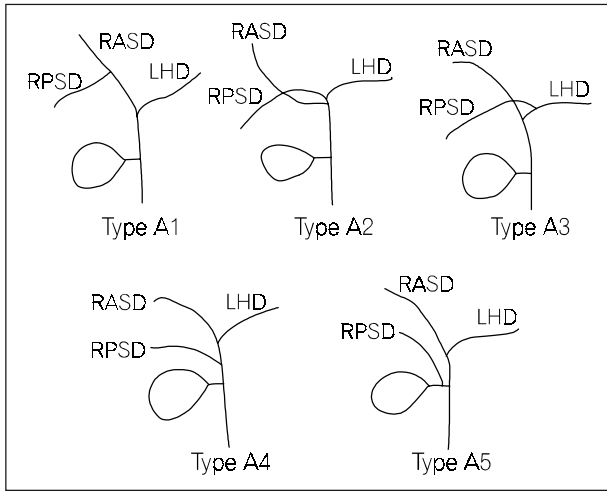 RASD
RPSD
LHD
Type A1
RASD
RPSD
LHD
Type A2
RASD
RPSD
LHD
Type A3
RASD
RPSD
LHD
Type A4
RASD
RPSD
LHD
Type A5